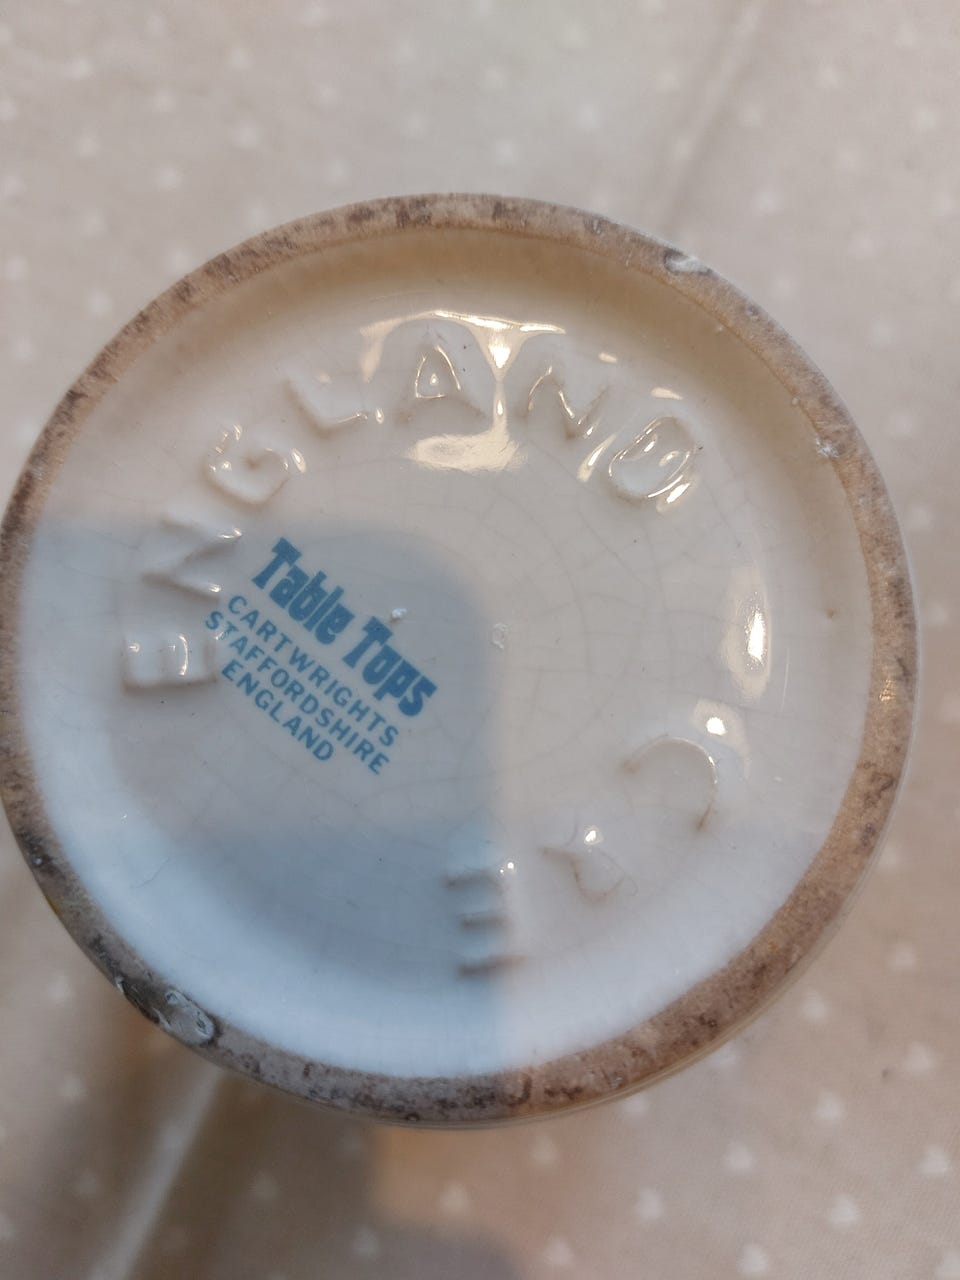 ENGLAND
Table Tops
CARTWRIGHTS
STAFFORDSHIRE
ENGLAND